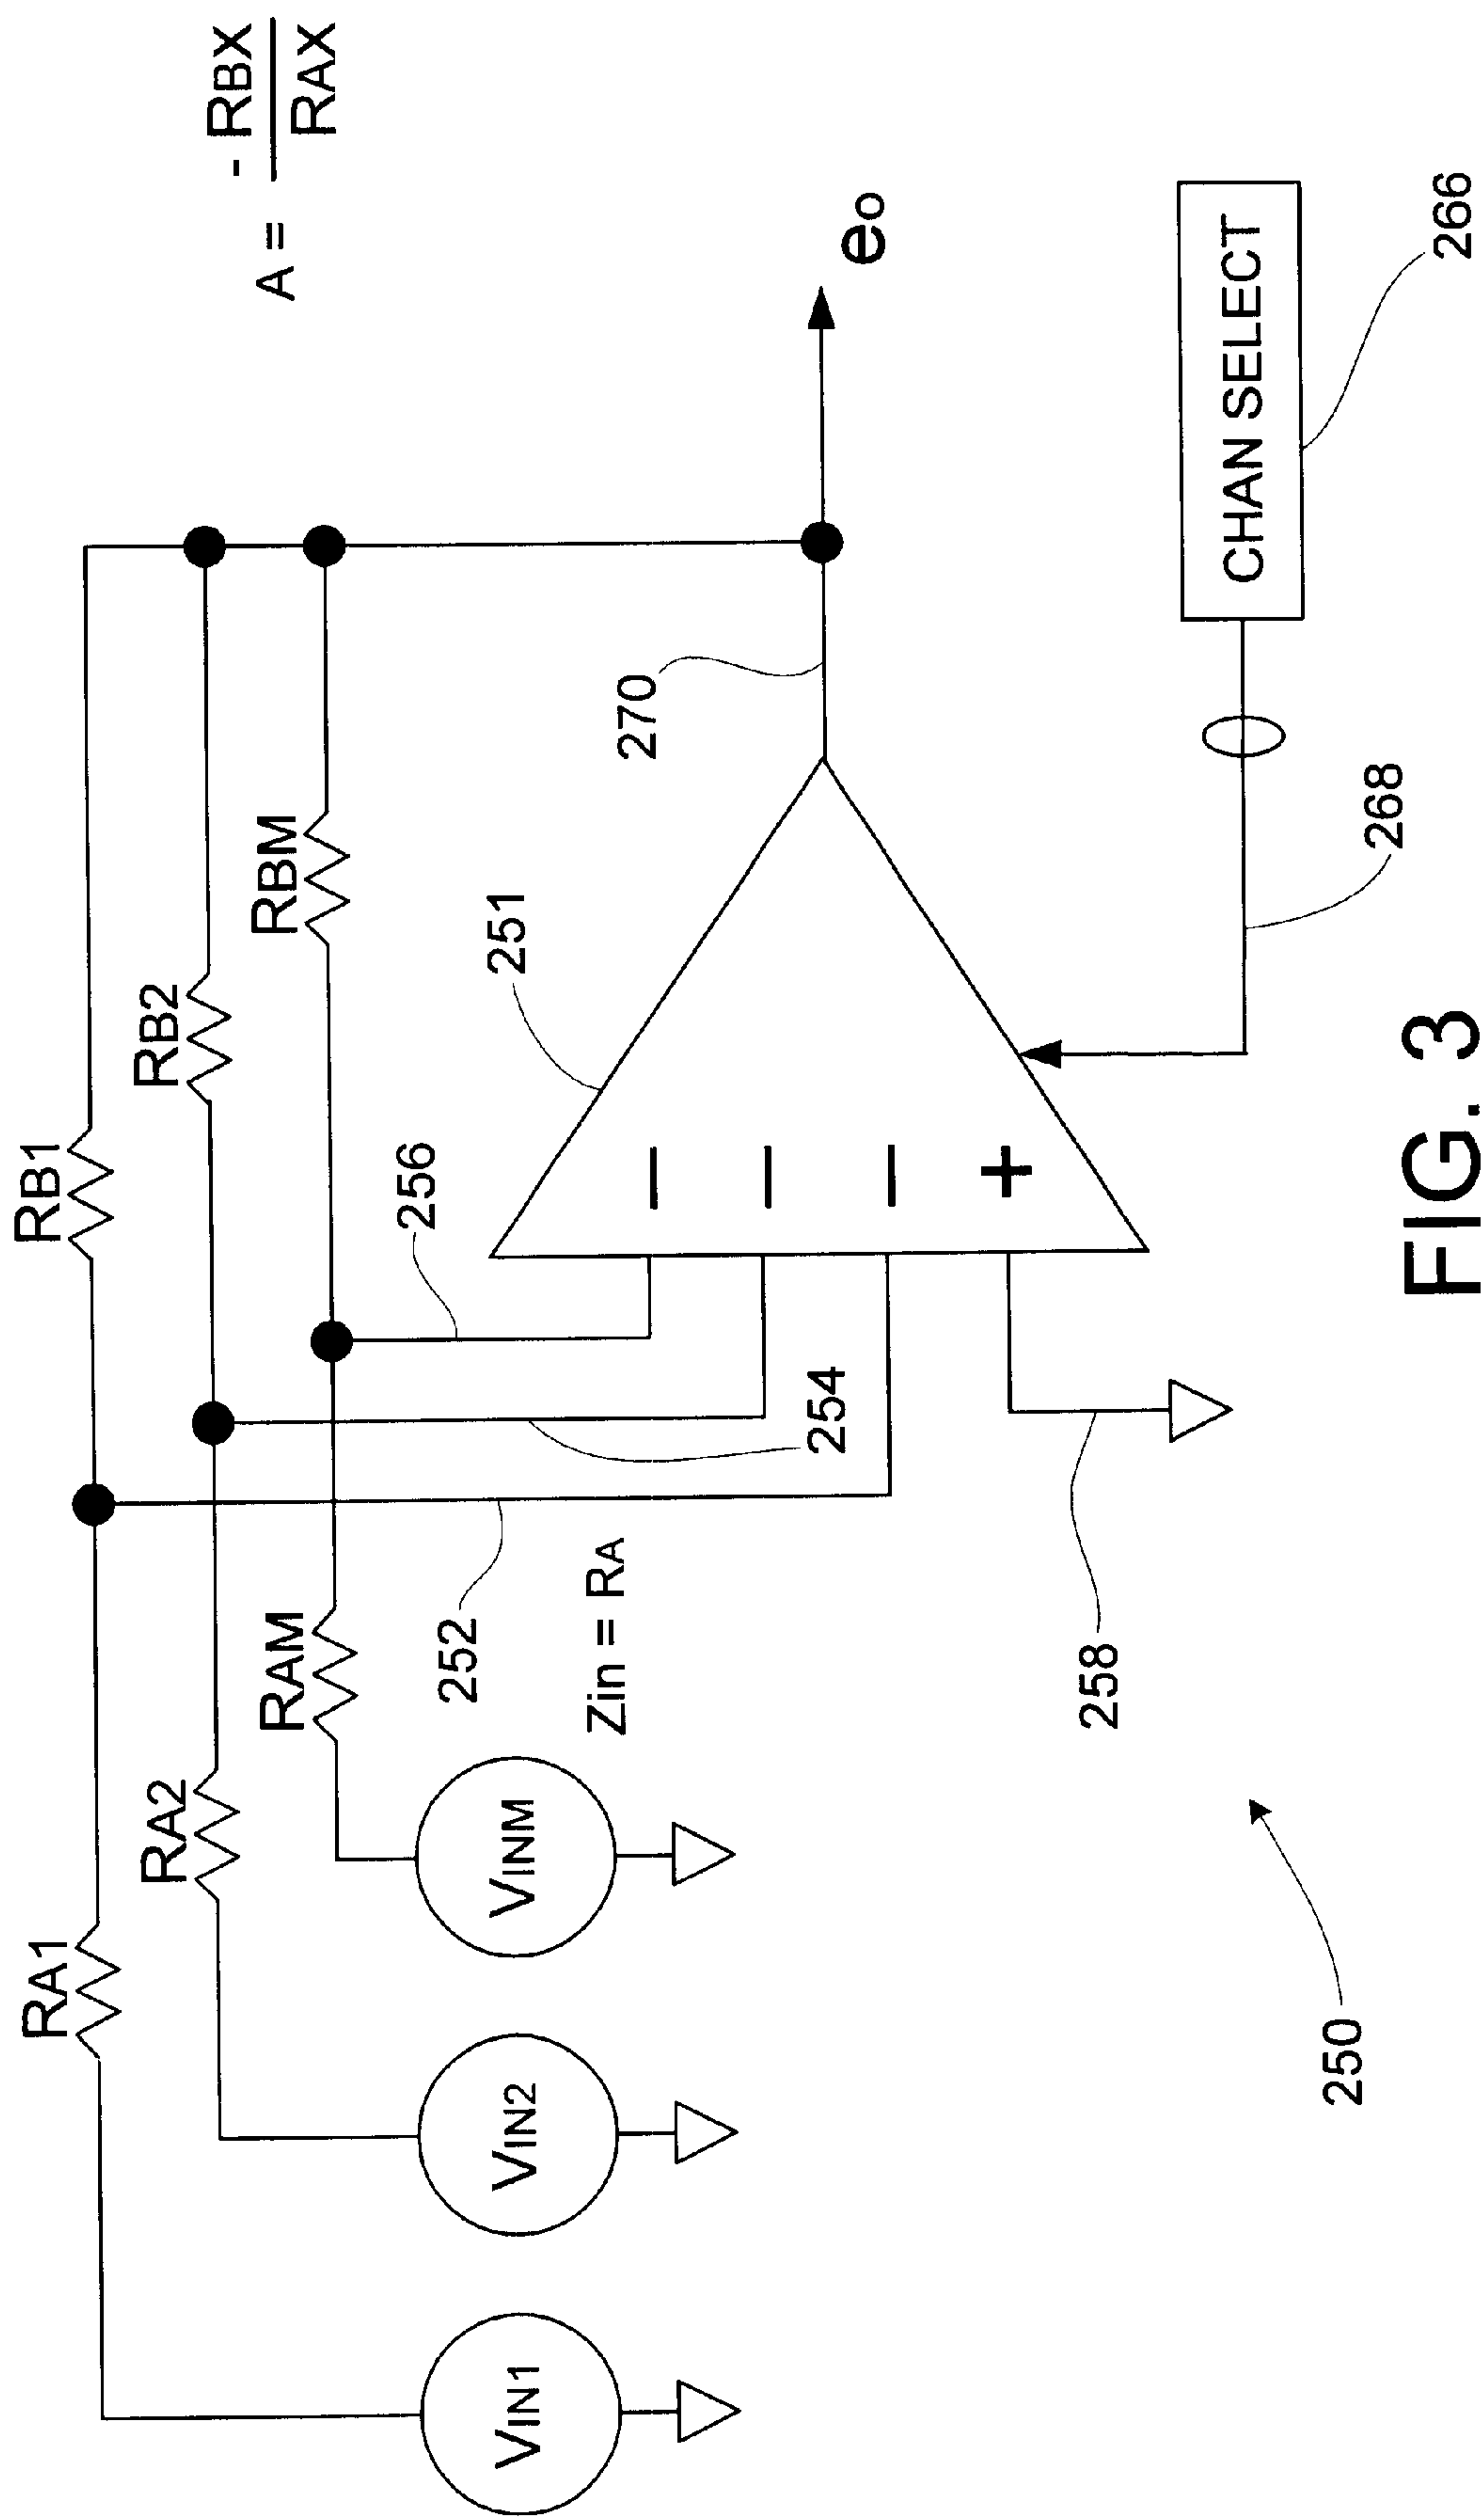 RA1
RB1
A = - RBX
RAX
RA2
RB2
RAM
RBM
256
251
270
252
Zin = RA
254
VIN1
VIN2
VINM
−
−
−
+
eO
258
268
CHAN SELECT
266
250
FIG. 3